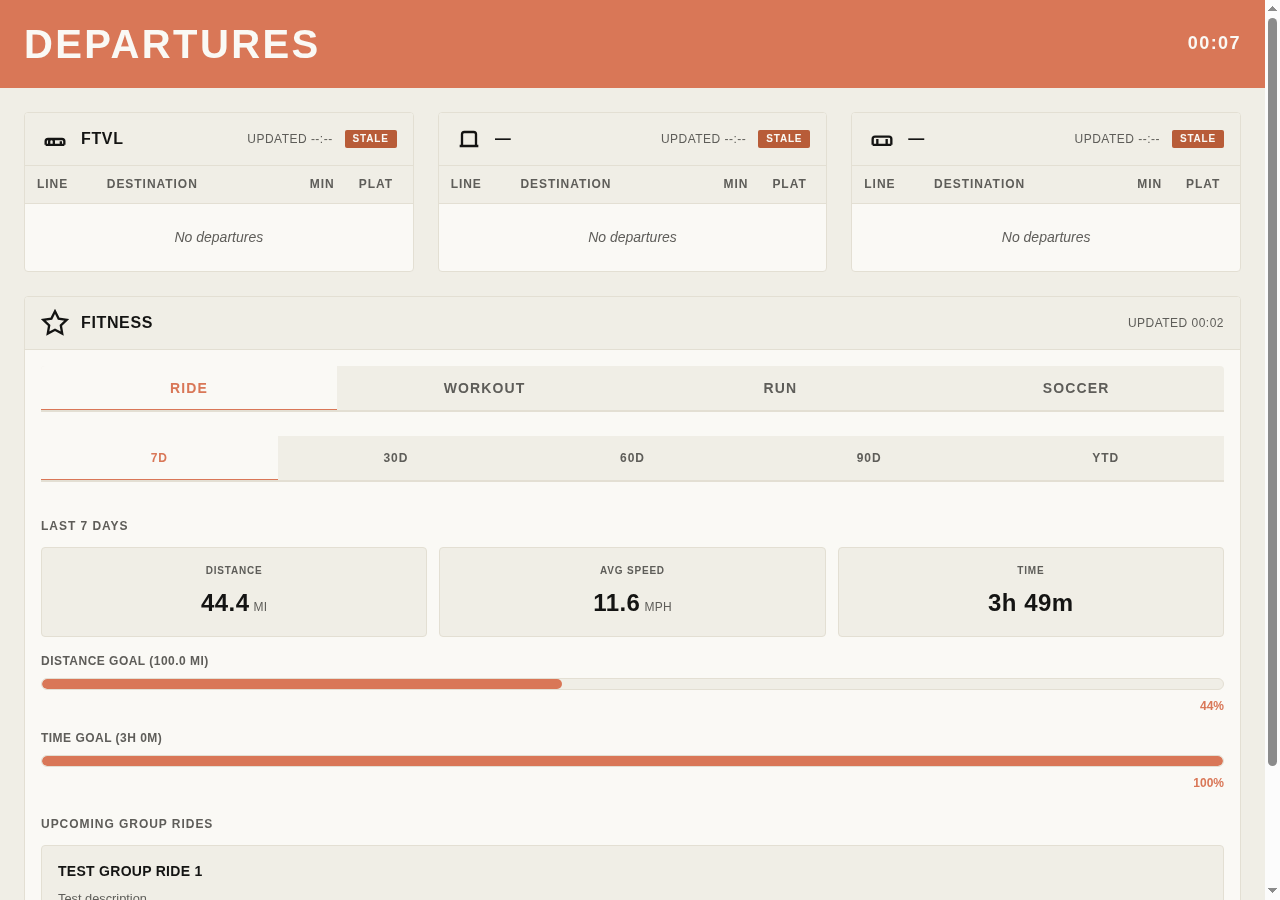 DEPARTURES 00:07
FTVL UPDATED --:-- STALE
LINE DESTINATION MIN PLAT
No departures
— UPDATED --:-- STALE
LINE DESTINATION MIN PLAT
No departures
— UPDATED --:-- STALE
LINE DESTINATION MIN PLAT
No departures
FITNESS UPDATED 00:02
RIDE WORKOUT RUN SOCCER
7D 30D 60D 90D YTD
LAST 7 DAYS
DISTANCE
44.4 MI
AVG SPEED
11.6 MPH
TIME
3h 49m
DISTANCE GOAL (100.0 MI)
44%
TIME GOAL (3H 0M)
100%
UPCOMING GROUP RIDES
TEST GROUP RIDE 1
Test description